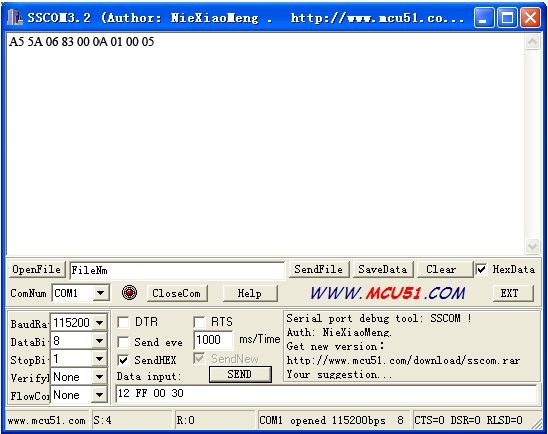 SSCOM3.2 (Author: NieXiaoMeng .  http://www.mcu51.co...
A5 5A 06 83 00 0A 01 00 05
OpenFile FileNm SendFile SaveData Clear HexData
ComNum COM1 CloseCom Help WWW.MCU51.COM EXT
BaudRa 115200 DTR RTS
DataBi 8 Send eve 1000 ms/Time
StopBi 1 SendHEX SendNew
Verify None Data input: SEND
FlowCon None 12 FF 00 30
Serial port debug tool: SSCOM !
Auth: NieXiaoMeng.
Get new version:
http://www.mcu51.com/download/sscom.rar
Your suggestion...
www.mcu51.com S:4 R:0 COM1 opened 115200bps 8 CTS=0 DSR=0 RLSD=0